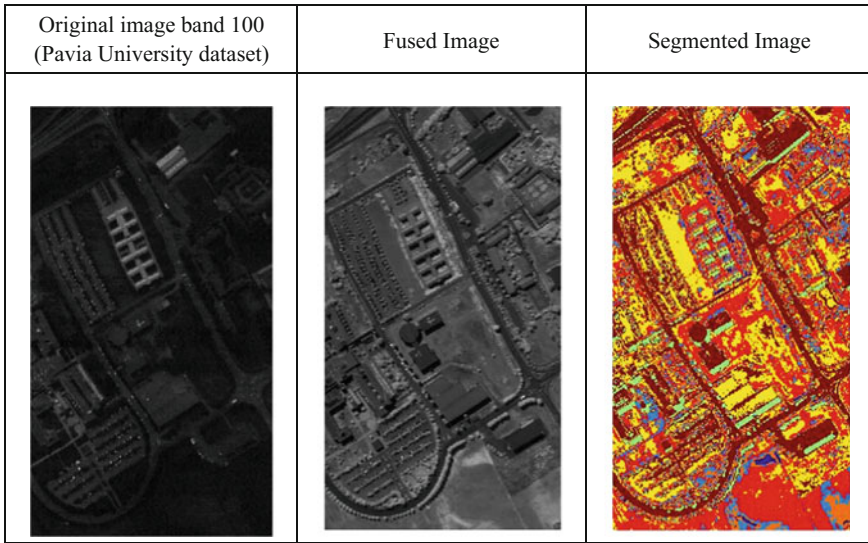 Original image band 100
(Pavia University dataset)
Fused Image
Segmented Image